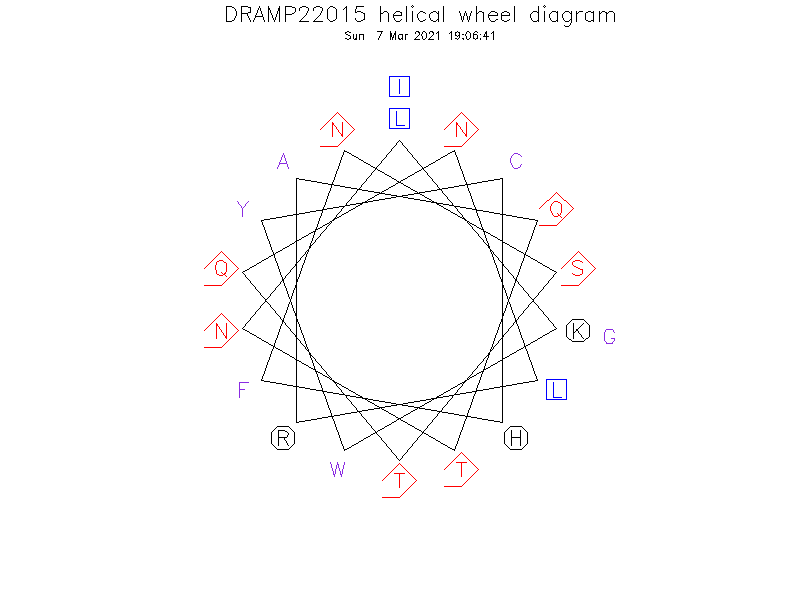 DRAMP22015 helical wheel diagram
Sun 7 Mar 2021 19:06:41
I
L
N N
A C
Y Q
Q S
N K G
F L
R H
W T
T